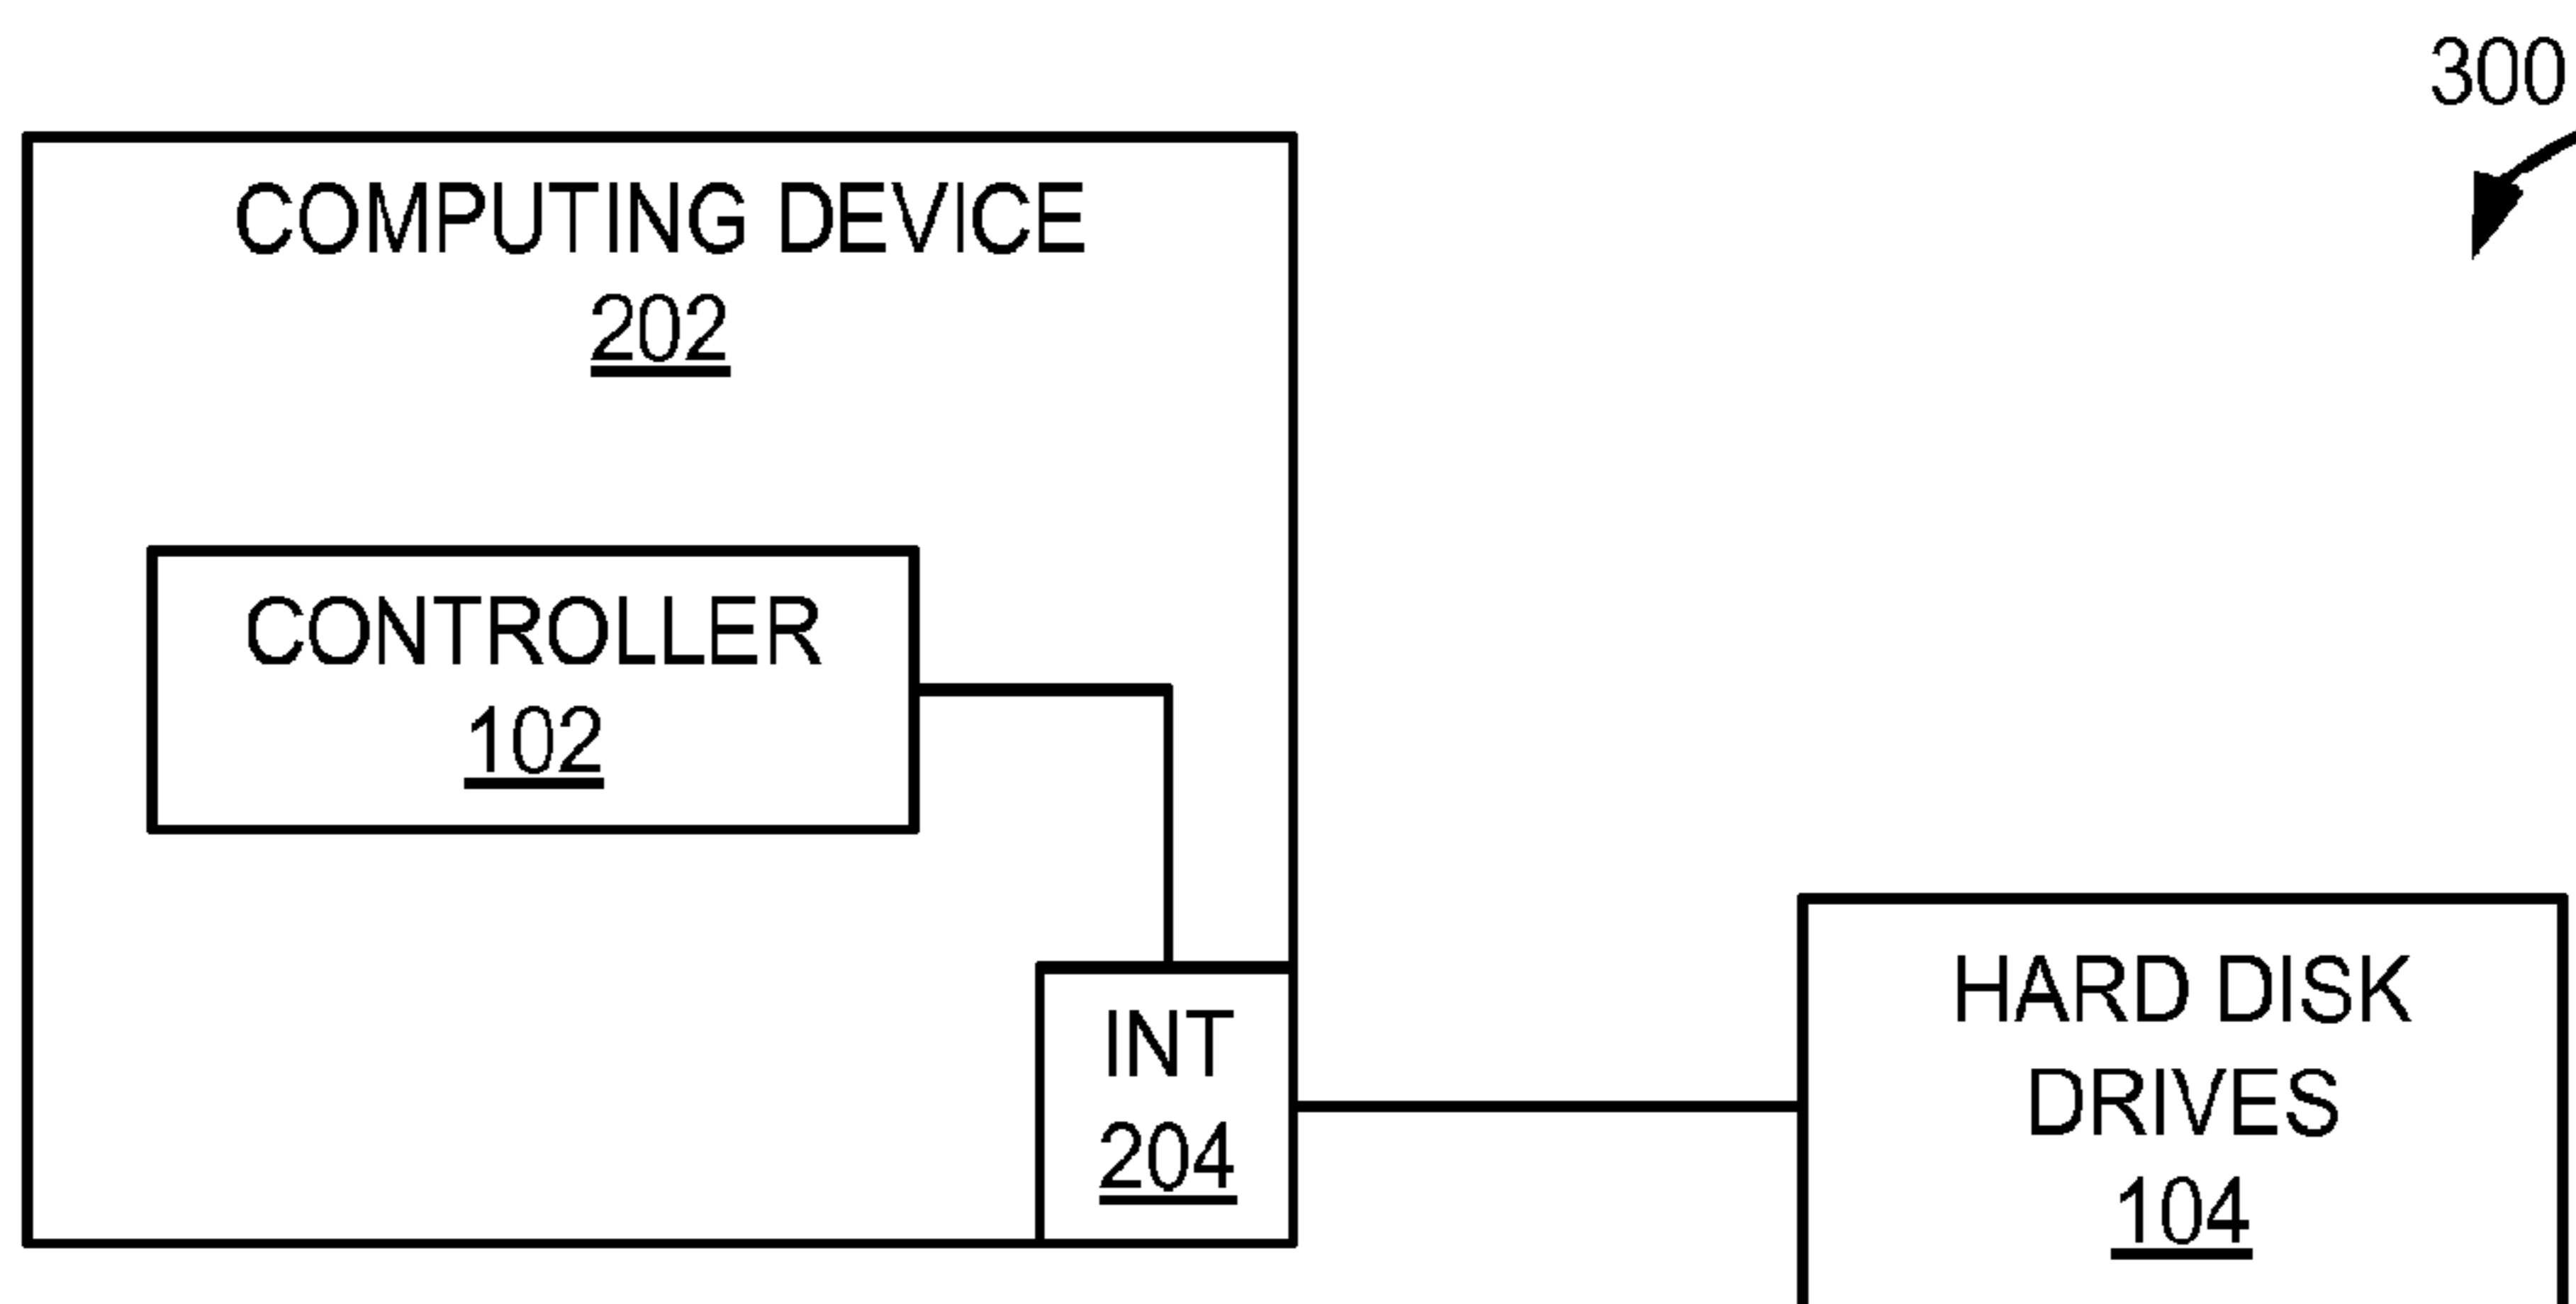 300
COMPUTING DEVICE
202
CONTROLLER
102
INT
204
HARD DISK
DRIVES
104